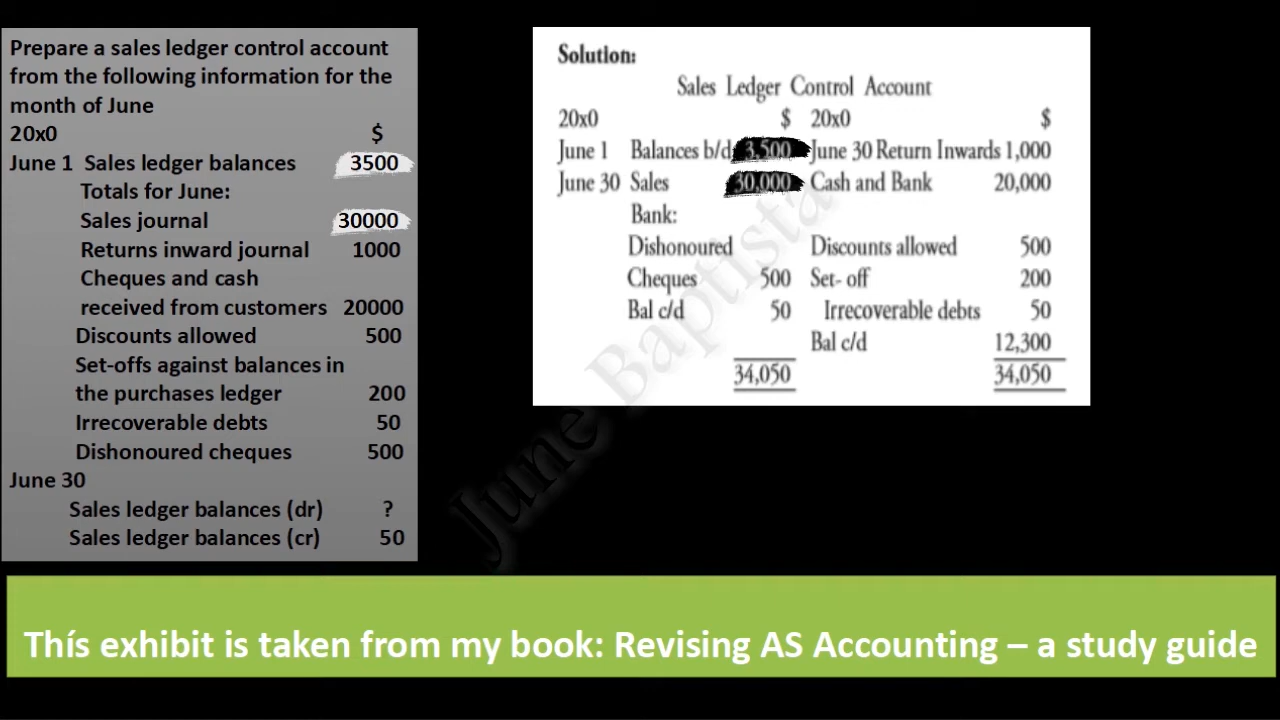 Prepare a sales ledger control account
from the following information for the
month of June
20x0 $
June 1 Sales ledger balances 3500
Totals for June:
Sales journal 30000
Returns inward journal 1000
Cheques and cash
received from customers 20000
Discounts allowed 500
Set-offs against balances in
the purchases ledger 200
Irrecoverable debts 50
Dishonoured cheques 500
June 30
Sales ledger balances (dr) ?
Sales ledger balances (cr) 50
Solution:
Sales Ledger Control Account
20x0 $ 20x0 $
June 1 Balances b/d 3,500 June 30 Return Inwards 1,000
June 30 Sales 30,000 Cash and Bank 20,000
Bank:
Dishonoured Discounts allowed 500
Cheques 500 Set- off 200
Bal c/d 50 Irrecoverable debts 50
Bal c/d 12,300
34,050 34,050
June Baptista
Thís exhibit is taken from my book: Revising AS Accounting – a study guide